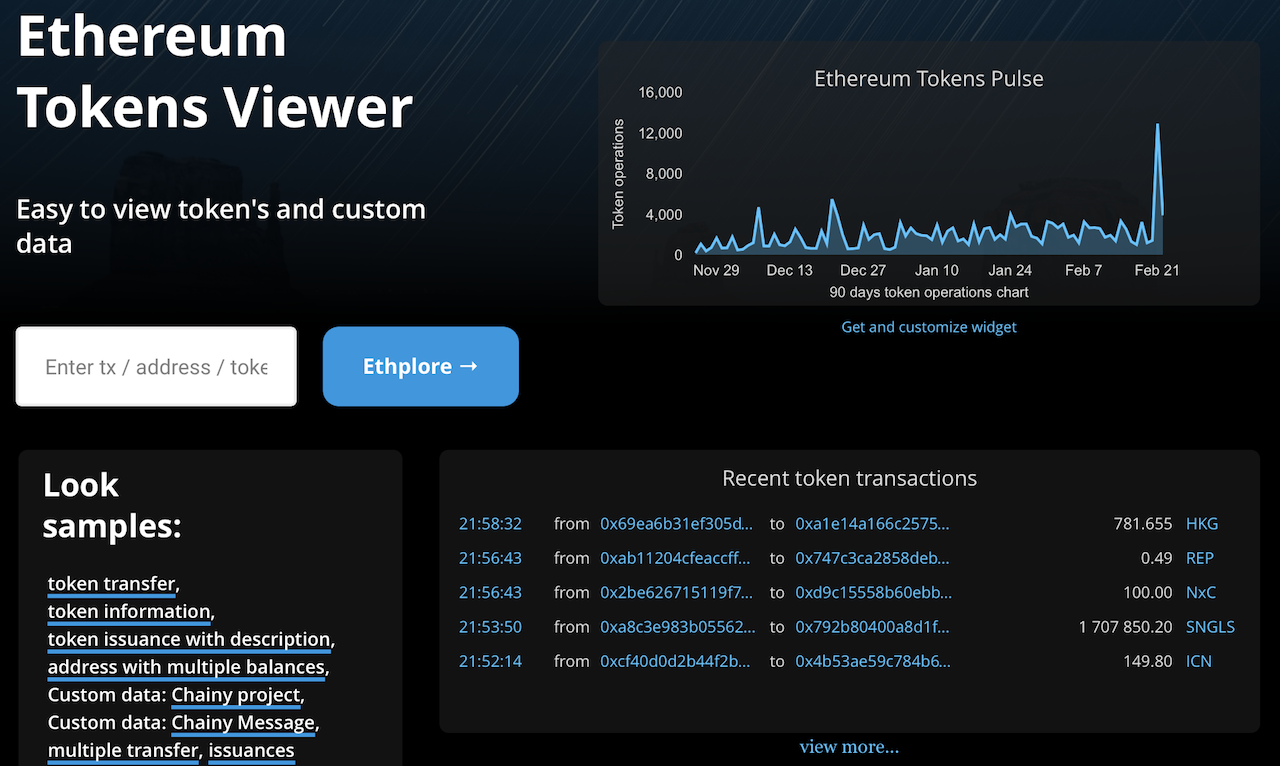 Ethereum
Tokens Viewer
Easy to view token's and custom
data
Enter tx / address / toke
Ethplore →
Ethereum Tokens Pulse
16,000
12,000
8,000
4,000
0
Token operations
Nov 29 Dec 13 Dec 27 Jan 10 Jan 24 Feb 7 Feb 21
90 days token operations chart
Get and customize widget
Look
samples:
token transfer,
token information,
token issuance with description,
address with multiple balances,
Custom data: Chainy project,
Custom data: Chainy Message,
multiple transfer, issuances
Recent token transactions
21:58:32 from 0x69ea6b31ef305d... to 0xa1e14a166c2575... 781.655 HKG
21:56:43 from 0xab11204cfeaccff... to 0x747c3ca2858deb... 0.49 REP
21:56:43 from 0x2be626715119f7... to 0xd9c15558b60ebb... 100.00 NxC
21:53:50 from 0xa8c3e983b05562... to 0x792b80400a8d1f... 1 707 850.20 SNGLS
21:52:14 from 0xcf40d0d2b44f2b... to 0x4b53ae59c784b6... 149.80 ICN
view more...